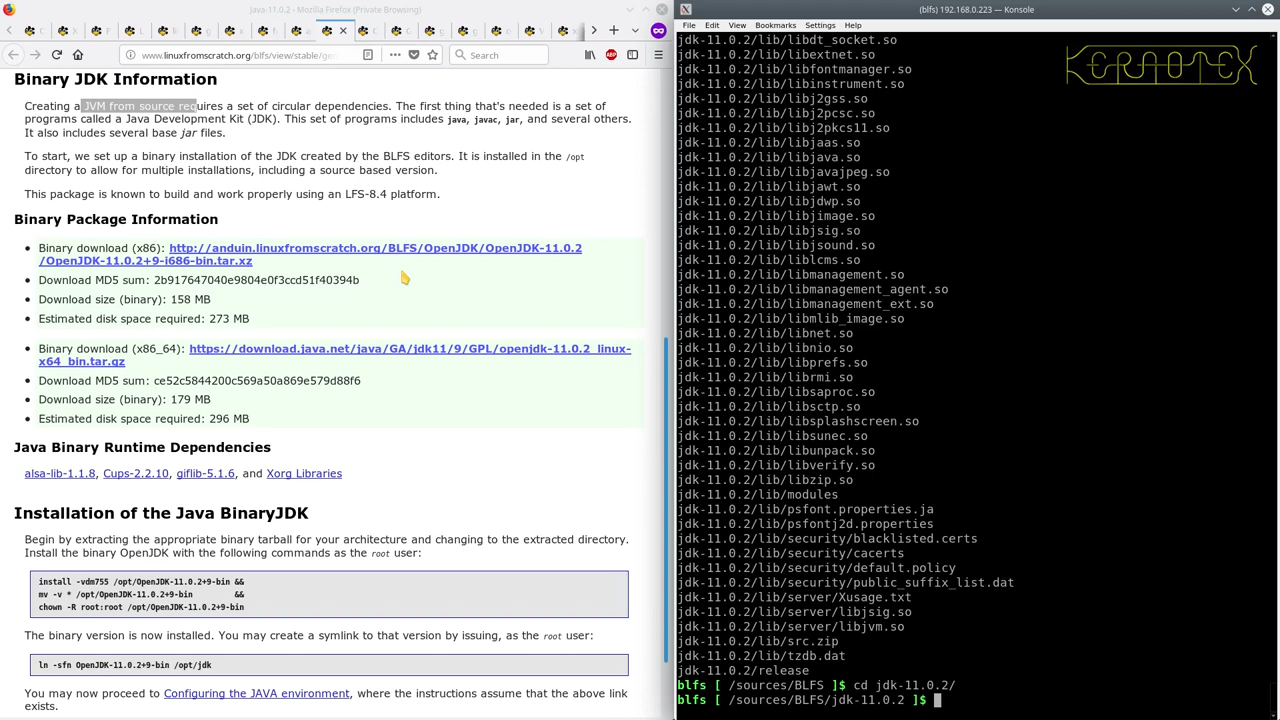 Java-11.0.2 - Mozilla Firefox (Private Browsing)
www.linuxfromscratch.org/blfs/view/stable/ge
Search
Binary JDK Information
Creating a JVM from source requires a set of circular dependencies. The first thing that's needed is a set of
programs called a Java Development Kit (JDK). This set of programs includes java, javac, jar, and several others.
It also includes several base jar files.
To start, we set up a binary installation of the JDK created by the BLFS editors. It is installed in the /opt
directory to allow for multiple installations, including a source based version.
This package is known to build and work properly using an LFS-8.4 platform.
Binary Package Information
Binary download (x86): http://anduin.linuxfromscratch.org/BLFS/OpenJDK/OpenJDK-11.0.2
/OpenJDK-11.0.2+9-i686-bin.tar.xz
Download MD5 sum: 2b917647040e9804e0f3ccd51f40394b
Download size (binary): 158 MB
Estimated disk space required: 273 MB
Binary download (x86_64): https://download.java.net/java/GA/jdk11/9/GPL/openjdk-11.0.2_linux-
x64_bin.tar.gz
Download MD5 sum: ce52c5844200c569a50a869e579d88f6
Download size (binary): 179 MB
Estimated disk space required: 296 MB
Java Binary Runtime Dependencies
alsa-lib-1.1.8, Cups-2.2.10, giflib-5.1.6, and Xorg Libraries
Installation of the Java BinaryJDK
Begin by extracting the appropriate binary tarball for your architecture and changing to the extracted directory.
Install the binary OpenJDK with the following commands as the root user:
install -vdm755 /opt/OpenJDK-11.0.2+9-bin &&
mv -v * /opt/OpenJDK-11.0.2+9-bin &&
chown -R root:root /opt/OpenJDK-11.0.2+9-bin
The binary version is now installed. You may create a symlink to that version by issuing, as the root user:
ln -sfn OpenJDK-11.0.2+9-bin /opt/jdk
You may now proceed to Configuring the JAVA environment, where the instructions assume that the above link
exists.
(blfs) 192.168.0.223 — Konsole
File Edit View Bookmarks Settings Help
KERNOTEX
jdk-11.0.2/lib/libdt_socket.so
jdk-11.0.2/lib/libextnet.so
jdk-11.0.2/lib/libfontmanager.so
jdk-11.0.2/lib/libinstrument.so
jdk-11.0.2/lib/libj2gss.so
jdk-11.0.2/lib/libj2pcsc.so
jdk-11.0.2/lib/libj2pkcs11.so
jdk-11.0.2/lib/libjaas.so
jdk-11.0.2/lib/libjava.so
jdk-11.0.2/lib/libjavajpeg.so
jdk-11.0.2/lib/libjawt.so
jdk-11.0.2/lib/libjdwp.so
jdk-11.0.2/lib/libjimage.so
jdk-11.0.2/lib/libjsig.so
jdk-11.0.2/lib/libjsound.so
jdk-11.0.2/lib/liblcms.so
jdk-11.0.2/lib/libmanagement.so
jdk-11.0.2/lib/libmanagement_agent.so
jdk-11.0.2/lib/libmanagement_ext.so
jdk-11.0.2/lib/libmlib_image.so
jdk-11.0.2/lib/libnet.so
jdk-11.0.2/lib/libnio.so
jdk-11.0.2/lib/libprefs.so
jdk-11.0.2/lib/librmi.so
jdk-11.0.2/lib/libsaproc.so
jdk-11.0.2/lib/libsctp.so
jdk-11.0.2/lib/libsplashscreen.so
jdk-11.0.2/lib/libsunec.so
jdk-11.0.2/lib/libunpack.so
jdk-11.0.2/lib/libverify.so
jdk-11.0.2/lib/libzip.so
jdk-11.0.2/lib/modules
jdk-11.0.2/lib/psfont.properties.ja
jdk-11.0.2/lib/psfontj2d.properties
jdk-11.0.2/lib/security/blacklisted.certs
jdk-11.0.2/lib/security/cacerts
jdk-11.0.2/lib/security/default.policy
jdk-11.0.2/lib/security/public_suffix_list.dat
jdk-11.0.2/lib/server/Xusage.txt
jdk-11.0.2/lib/server/libjsig.so
jdk-11.0.2/lib/server/libjvm.so
jdk-11.0.2/lib/src.zip
jdk-11.0.2/lib/tzdb.dat
jdk-11.0.2/release
blfs [ /sources/BLFS ]$ cd jdk-11.0.2/
blfs [ /sources/BLFS/jdk-11.0.2 ]$